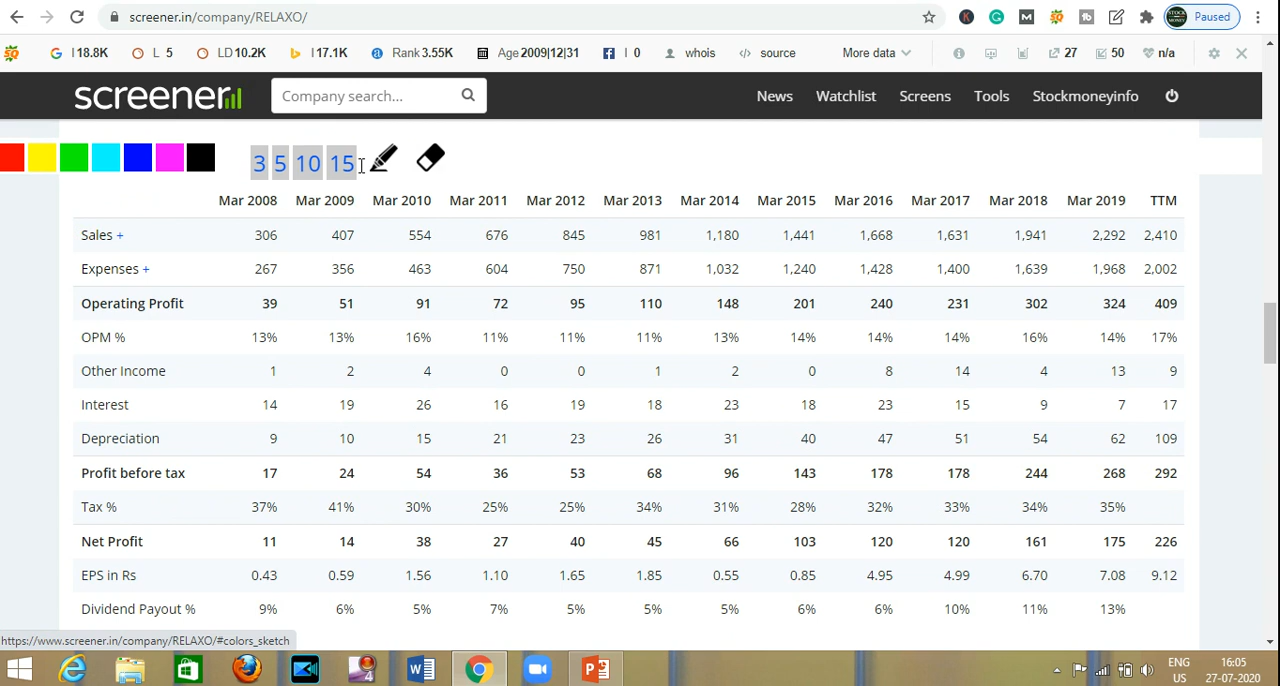 screener.in/company/RELAXO/
K
M
Paused
I 18.8K
L 5
LD 10.2K
I 17.1K
Rank 3.55K
Age 2009|12|31
I 0
whois
</> source
More data
27
50
n/a
screener
Company search...
News
Watchlist
Screens
Tools
Stockmoneyinfo
3 5 10 15
Mar 2008 Mar 2009 Mar 2010 Mar 2011 Mar 2012 Mar 2013 Mar 2014 Mar 2015 Mar 2016 Mar 2017 Mar 2018 Mar 2019 TTM
Sales + 306 407 554 676 845 981 1,180 1,441 1,668 1,631 1,941 2,292 2,410
Expenses + 267 356 463 604 750 871 1,032 1,240 1,428 1,400 1,639 1,968 2,002
Operating Profit 39 51 91 72 95 110 148 201 240 231 302 324 409
OPM % 13% 13% 16% 11% 11% 11% 13% 14% 14% 14% 16% 14% 17%
Other Income 1 2 4 0 0 1 2 0 8 14 4 13 9
Interest 14 19 26 16 19 18 23 18 23 15 9 7 17
Depreciation 9 10 15 21 23 26 31 40 47 51 54 62 109
Profit before tax 17 24 54 36 53 68 96 143 178 178 244 268 292
Tax % 37% 41% 30% 25% 25% 34% 31% 28% 32% 33% 34% 35%
Net Profit 11 14 38 27 40 45 66 103 120 120 161 175 226
EPS in Rs 0.43 0.59 1.56 1.10 1.65 1.85 0.55 0.85 4.95 4.99 6.70 7.08 9.12
Dividend Payout % 9% 6% 5% 7% 5% 5% 5% 6% 6% 10% 11% 13%
https://www.screener.in/company/RELAXO/#colors_sketch
ENG
US
16:05
27-07-2020